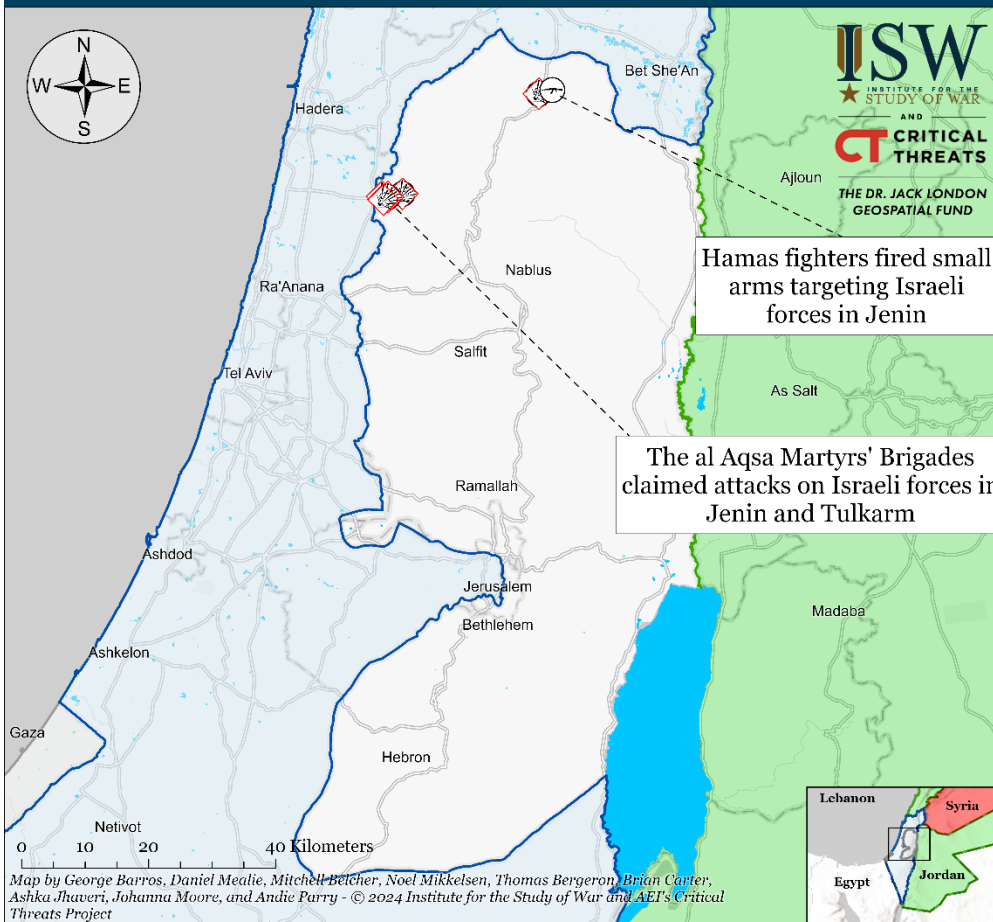 N
W
E
S
ISW
INSTITUTE FOR THE
STUDY OF WAR
AND
CT CRITICAL
THREATS
THE DR. JACK LONDON
GEOSPATIAL FUND
Bet She'An
Hadera
Ajloun
Hamas fighters fired small
arms targeting Israeli
forces in Jenin
Nablus
Ra'Anana
Salfit
Tel Aviv
As Salt
The al Aqsa Martyrs' Brigades
claimed attacks on Israeli forces in
Jenin and Tulkarm
Ramallah
Ashdod
Jerusalem
Bethlehem
Madaba
Ashkelon
Gaza
Hebron
Netivot
0 10 20 40 Kilometers
Lebanon
Syria
Egypt
Jordan
Map by George Barros, Daniel Mealie, Mitchell Belcher, Noel Mikkelsen, Thomas Bergeron, Brian Carter,
Ashka Jhaveri, Johanna Moore, and Andie Parry - © 2024 Institute for the Study of War and AEI's Critical
Threats Project